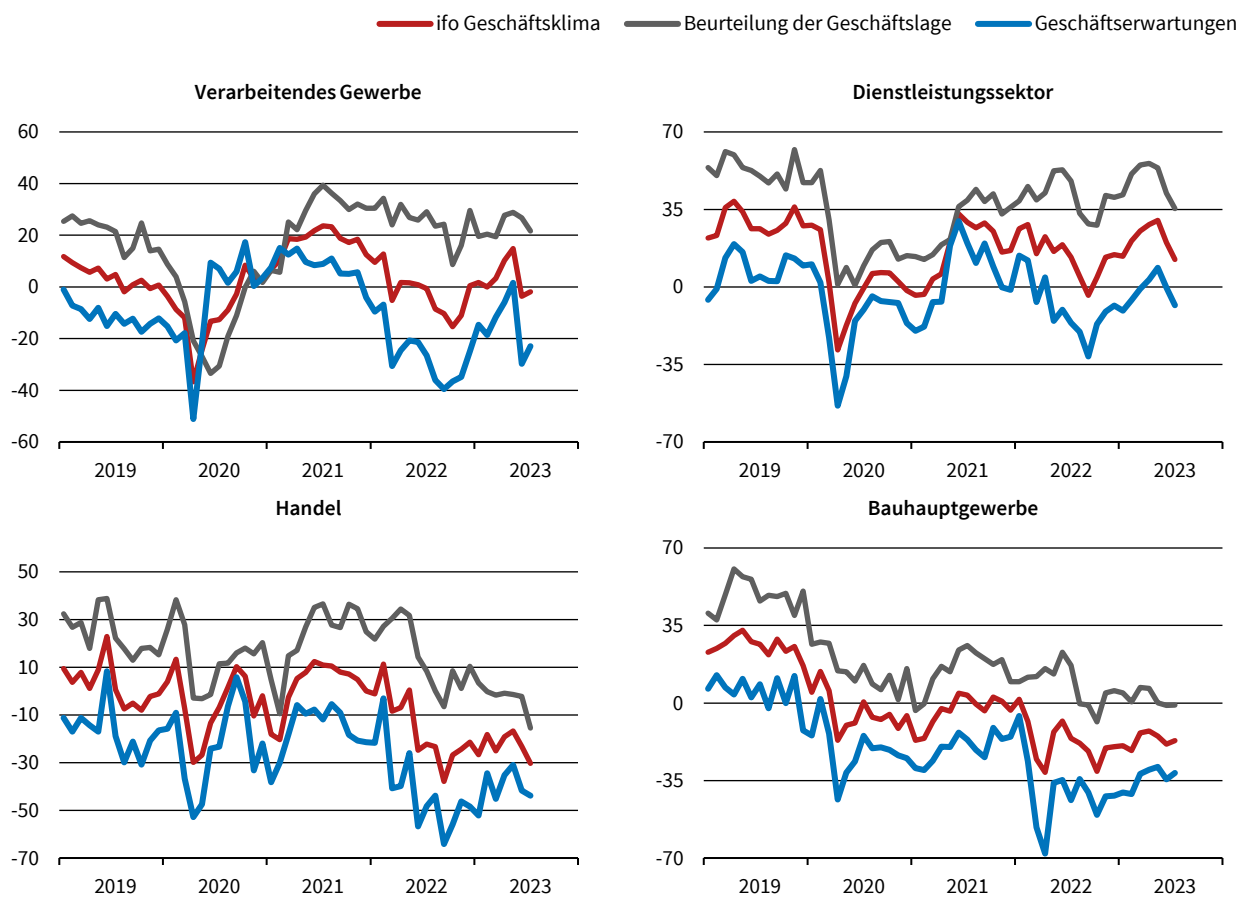 ifo Geschäftsklima Beurteilung der Geschäftslage Geschäftserwartungen
Verarbeitendes Gewerbe
60
40
20
0
-20
-40
-60
2019 2020 2021 2022 2023
Dienstleistungssektor
70
35
0
-35
-70
2019 2020 2021 2022 2023
Handel
50
30
10
-10
-30
-50
-70
2019 2020 2021 2022 2023
Bauhauptgewerbe
70
35
0
-35
-70
2019 2020 2021 2022 2023